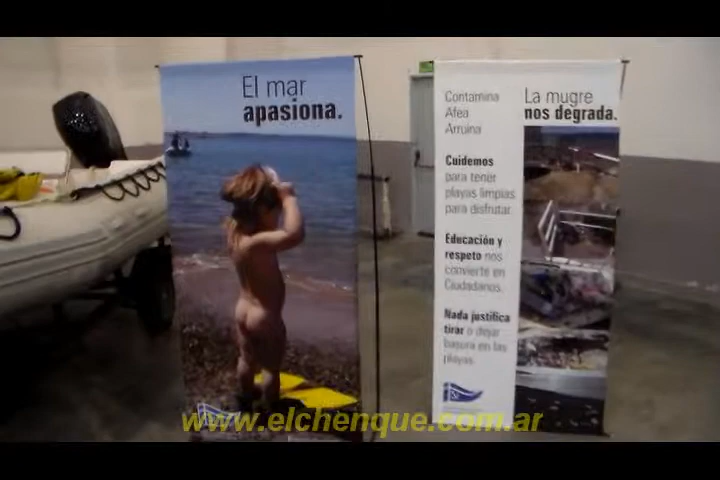 El mar
apasiona.
Contamina
Afea
Arruina
La mugre
nos degrada.
Cuidemos
para tener
playas limpias
para disfrutar.
Educación y
respeto nos
convierte en
Ciudadanos.
Nada justifica
tirar o dejar
basura en las
playas.
www.elchenque.com.ar